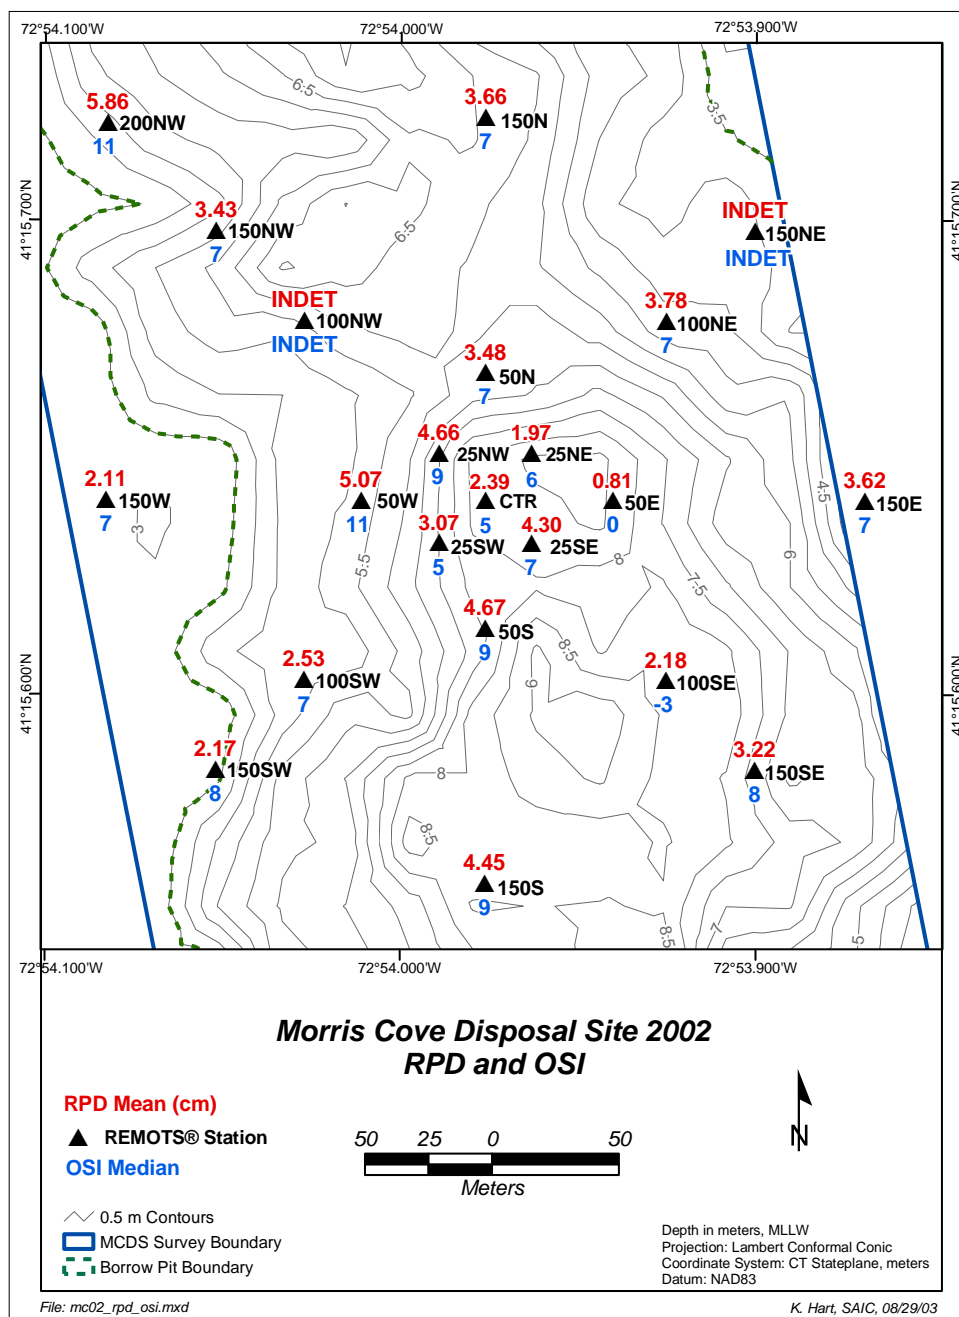 72°54.100'W 72°54.000'W 72°53.900'W
6:5
3:5
5.86
200NW
11
3.66
150N
7
41°15.700'N
41°15.700'N
3.43
150NW
7
6:5
INDET
150NE
INDET
INDET
100NW
INDET
3.78
100NE
7
3.48
50N
7
4.66
25NW
9
1.97
25NE
6
4:5
2.11
150W
7
3
5.07
50W
11
2.39
CTR
5
0.81
50E
0
3.62
150E
7
3.07
25SW
5
4.30
25SE
7
8
6
5:5
7:5
4.67
50S
9
8:5
41°15.600'N
41°15.600'N
2.53
100SW
7
9
2.18
100SE
-3
2.17
150SW
8
8
3.22
150SE
8
8:5
4.45
150S
9
8:5
7
5
72°54.100'W 72°54.000'W 72°53.900'W
Morris Cove Disposal Site 2002
RPD and OSI
RPD Mean (cm)
REMOTS® Station
OSI Median
50 25 0 50
Meters
N
0.5 m Contours
MCDS Survey Boundary
Borrow Pit Boundary
Depth in meters, MLLW
Projection: Lambert Conformal Conic
Coordinate System: CT Stateplane, meters
Datum: NAD83
File: mc02_rpd_osi.mxd
K. Hart, SAIC, 08/29/03